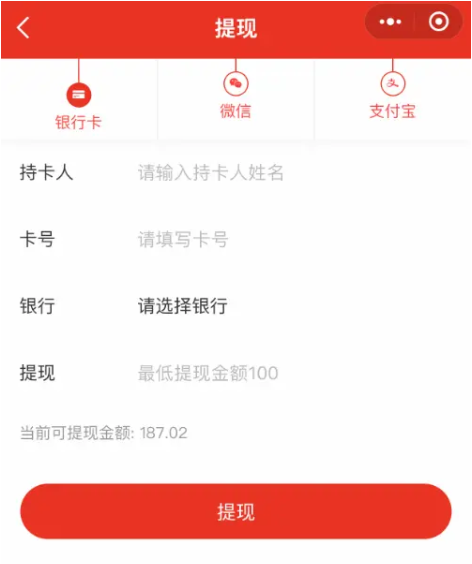 提现
银行卡
微信
支付宝
持卡人 请输入持卡人姓名
卡号 请填写卡号
银行 请选择银行
提现 最低提现金额100
当前可提现金额: 187.02
提现